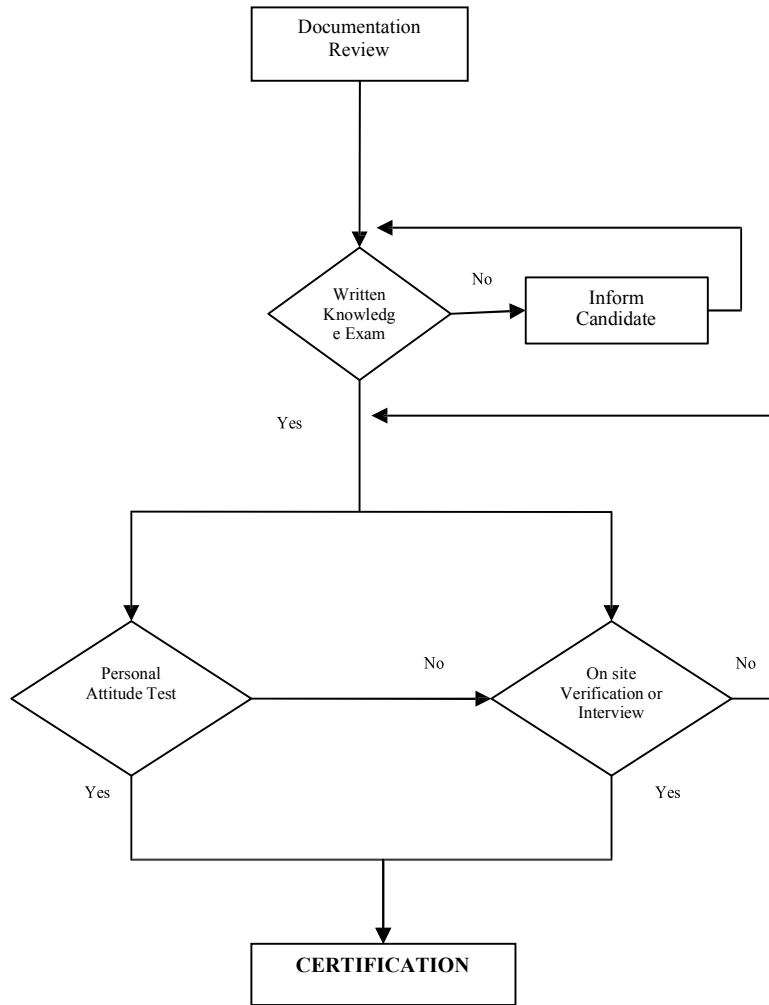 Documentation
Review
No
Written
Knowledg
e Exam
Inform
Candidate
Yes
Personal
Attitude Test
No
On site
Verification or
Interview
No
Yes
Yes
CERTIFICATION